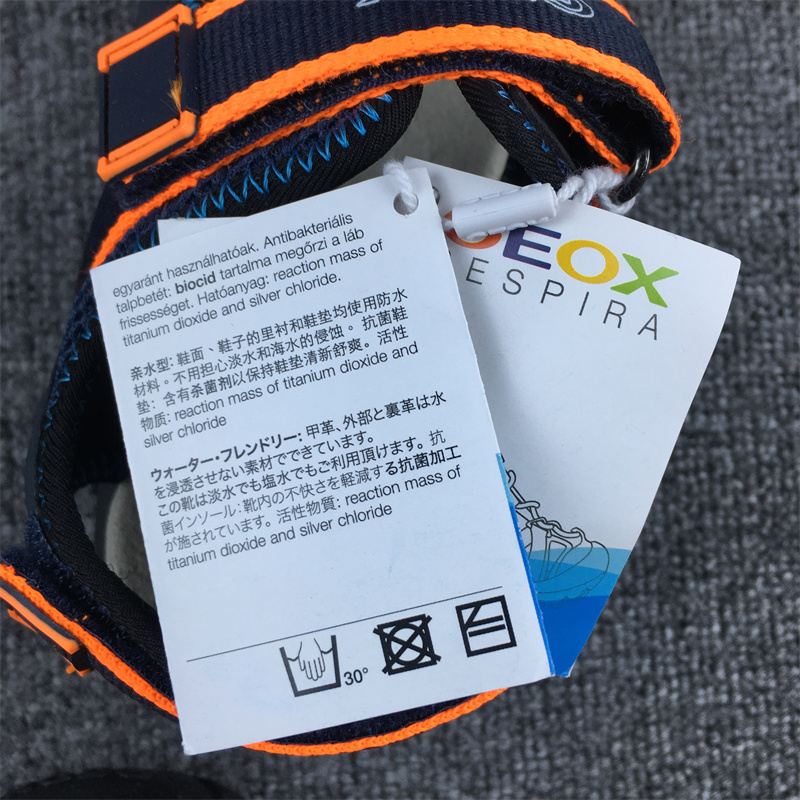 egyaránt használhatóak. Antibakteriális
talpbetét: biocid tartalma megőrzi a láb
frissességét. Hatóanyag: reaction mass of
titanium dioxide and silver chloride.
亲水型: 鞋面、鞋子的里衬和鞋垫均使用防水
材料。不用担心淡水和海水的侵蚀。抗菌鞋
垫: 含有杀菌剂以保持鞋垫清新舒爽。活性
物质: reaction mass of titanium dioxide and
silver chloride
ウォーター・フレンドリー: 甲革、外部と裏革は水
を浸透させない素材でできています。
この靴は淡水でも塩水でもご利用頂けます。抗
菌インソール: 靴内の不快さを軽減する抗菌加工
が施されています。活性物質: reaction mass of
titanium dioxide and silver chloride
30°
EOX
ESPIRA